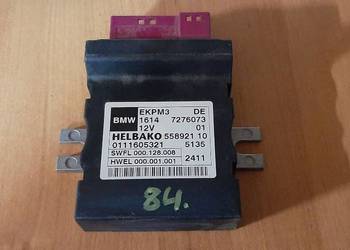 EKPM3 DE
BMW 1614 7276073
12V 01
HELBAKO 558921 10
0111605321 5135
SWFL 000.128.008
HWEL 000.001.001 2411
84.